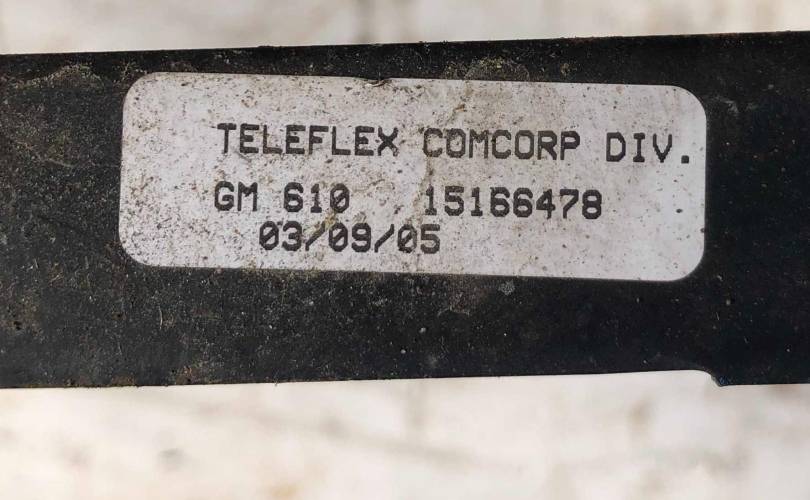 TELEFLEX COMCORP DIV.
GM 610 15166478
03/09/05